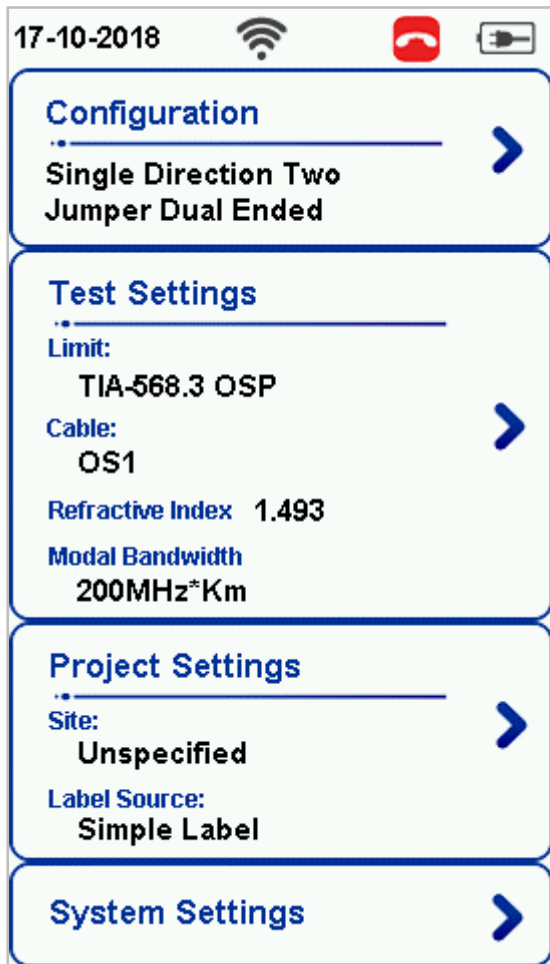 17-10-2018
Configuration
Single Direction Two
Jumper Dual Ended
Test Settings
Limit:
TIA-568.3 OSP
Cable:
OS1
Refractive Index 1.493
Modal Bandwidth
200MHz*Km
Project Settings
Site:
Unspecified
Label Source:
Simple Label
System Settings